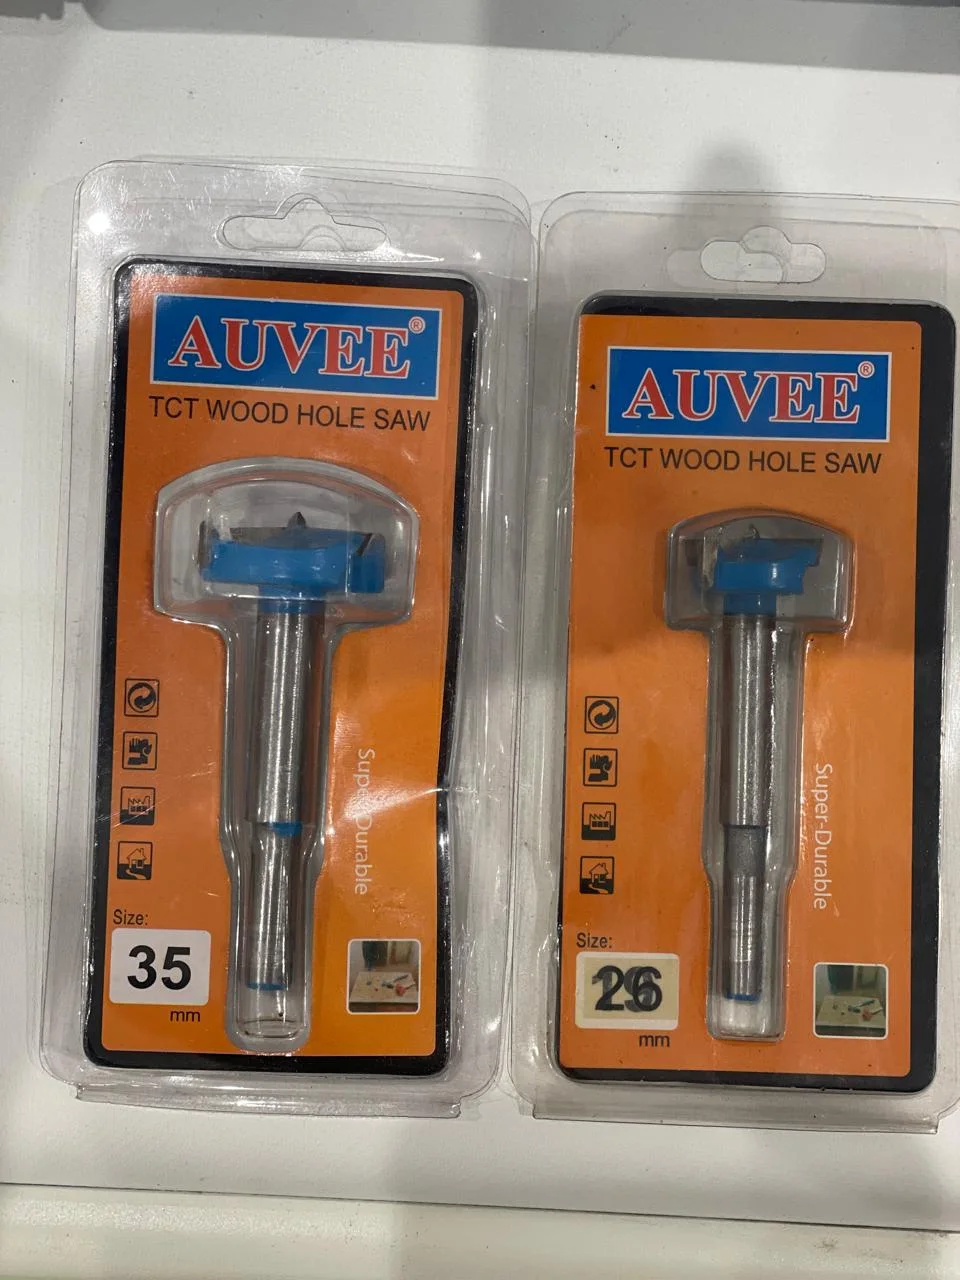 AUVEE®
TCT WOOD HOLE SAW
Super-Durable
Size:
35
mm
AUVEE®
TCT WOOD HOLE SAW
Super-Durable
Size:
26
mm